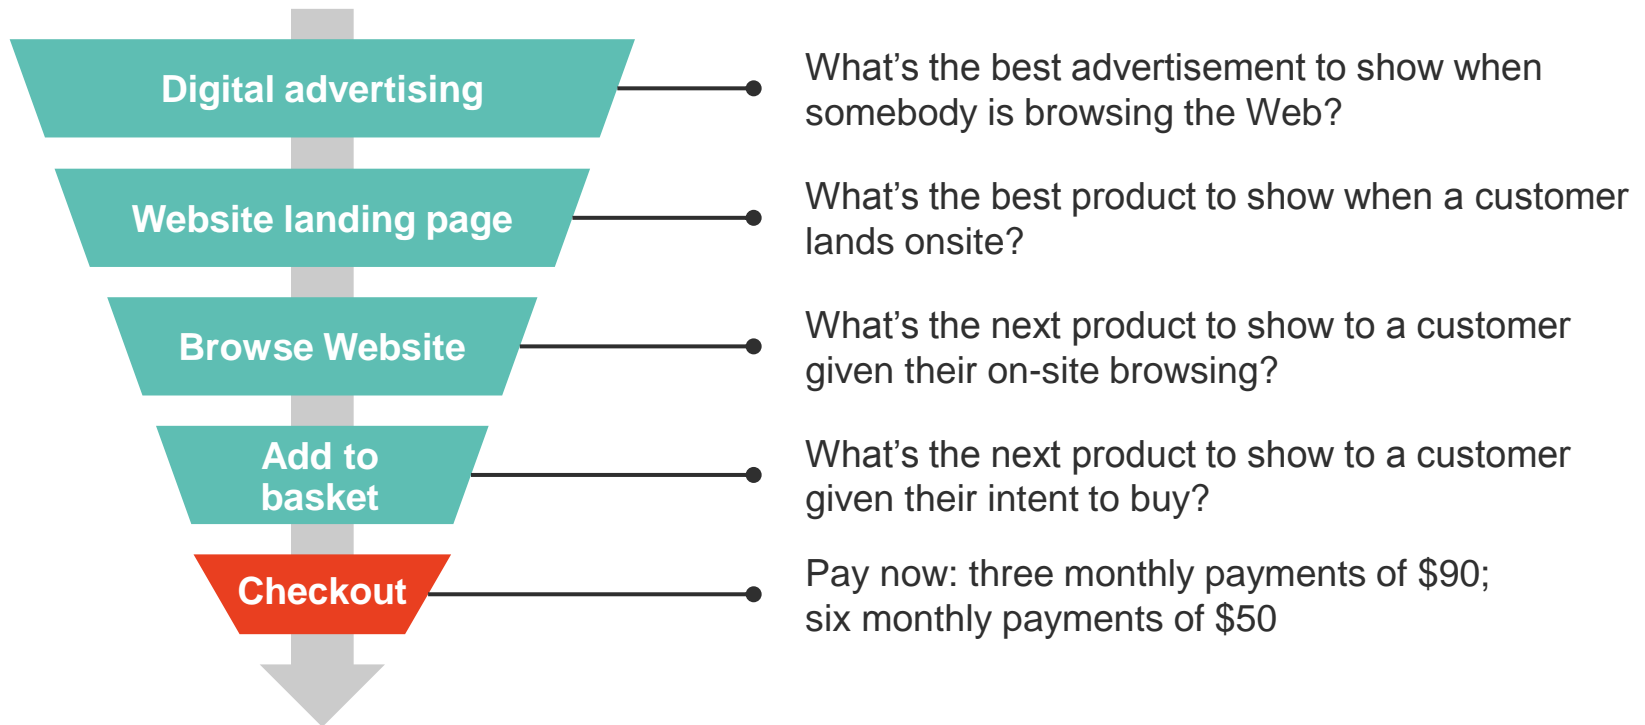 Digital advertising
What’s the best advertisement to show when
somebody is browsing the Web?
Website landing page
What’s the best product to show when a customer
lands onsite?
Browse Website
What’s the next product to show to a customer
given their on-site browsing?
Add to
basket
What’s the next product to show to a customer
given their intent to buy?
Checkout
Pay now: three monthly payments of $90;
six monthly payments of $50